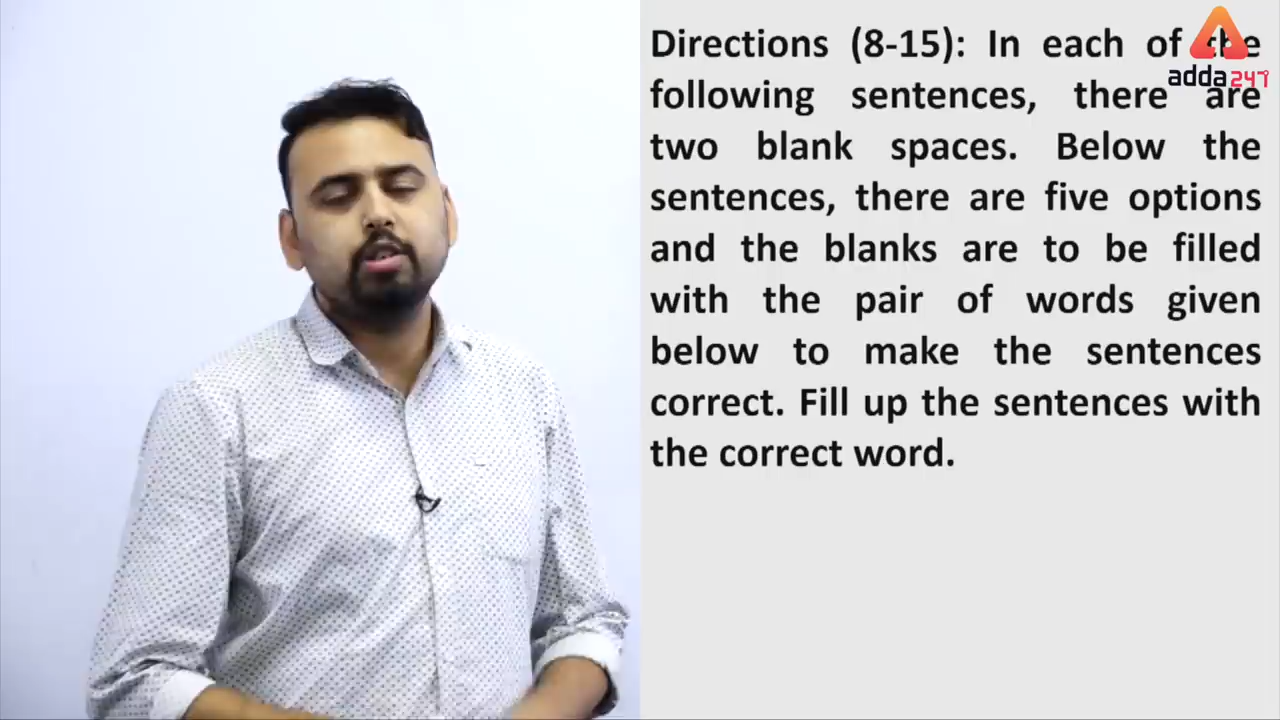 Directions (8-15): In each of the
following sentences, there are
two blank spaces. Below the
sentences, there are five options
and the blanks are to be filled
with the pair of words given
below to make the sentences
correct. Fill up the sentences with
the correct word.
adda247